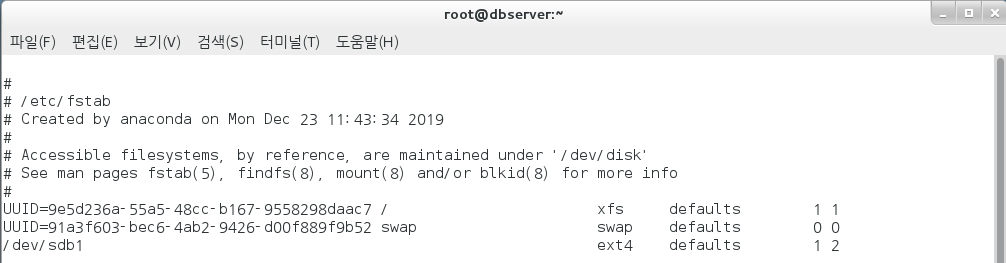 root@dbserver:~
파일(F) 편집(E) 보기(V) 검색(S) 터미널(T) 도움말(H)
#
# /etc/fstab
# Created by anaconda on Mon Dec 23 11:43:34 2019
#
# Accessible filesystems, by reference, are maintained under '/dev/disk'
# See man pages fstab(5), findfs(8), mount(8) and/or blkid(8) for more info
#
UUID=9e5d236a-55a5-48cc-b167-9558298daac7 / xfs defaults 1 1
UUID=91a3f603-bec6-4ab2-9426-d00f889f9b52 swap swap defaults 0 0
/dev/sdb1 ext4 defaults 1 2